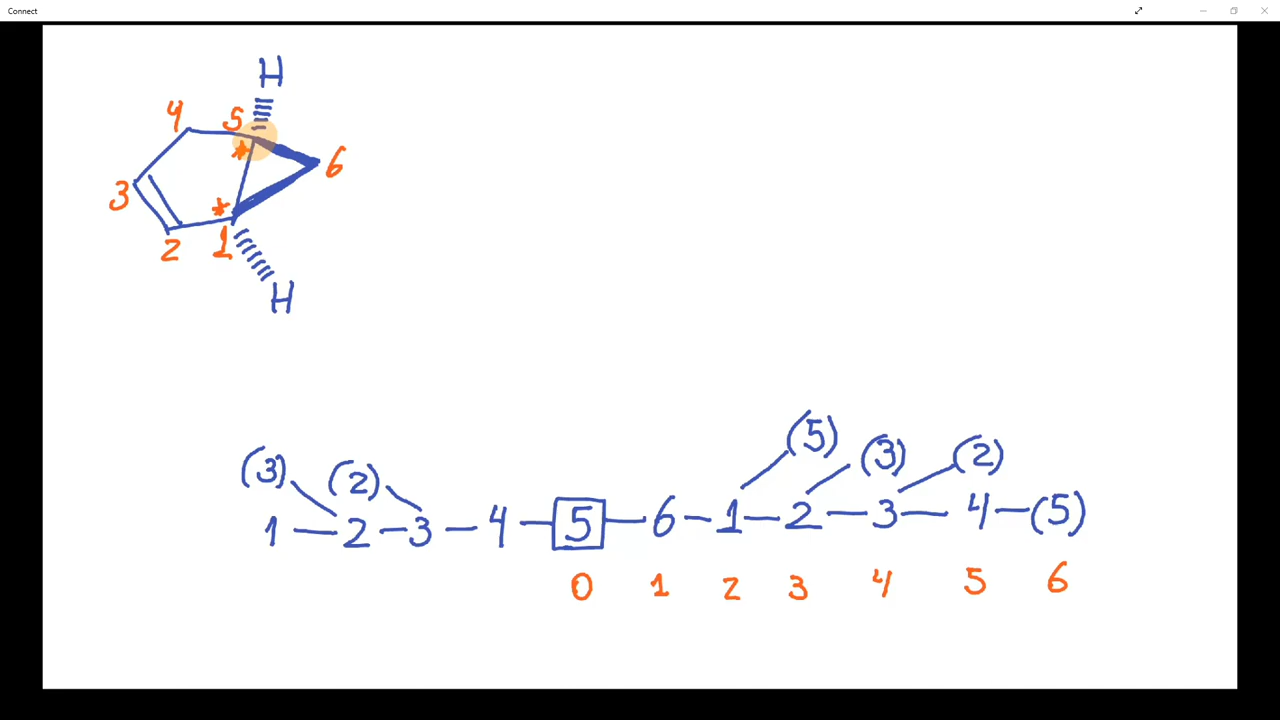 Connect
H
4 5
* 6
3
* 
2 1
H
(5)
(3) (2) (3) (2)
1 — 2 — 3 — 4 — 5 — 6 — 1 — 2 — 3 — 4 — (5)
0 1 2 3 4 5 6